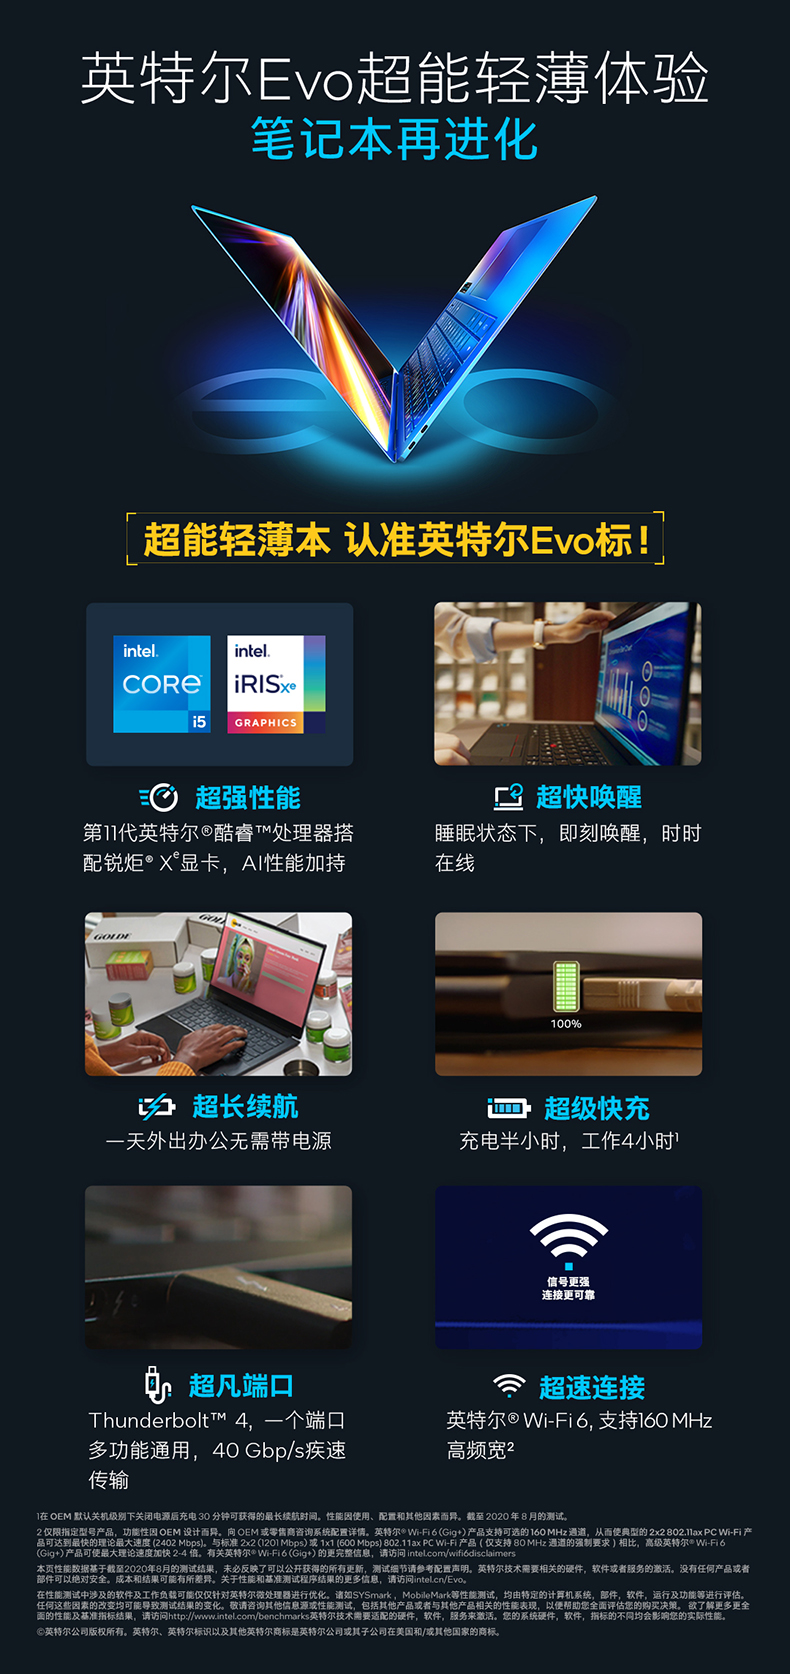 英特尔Evo超能轻薄体验
笔记本再进化
超能轻薄本 认准英特尔Evo标！
intel.
CORE™
i5
intel.
iRISxe
GRAPHICS
超强性能
第11代英特尔®酷睿™处理器搭
配锐炬® Xe显卡，AI性能加持
超快唤醒
睡眠状态下，即刻唤醒，时时
在线
GOLDE
超长续航
一天外出办公无需带电源
100%
超级快充
充电半小时，工作4小时¹
超凡端口
Thunderbolt™ 4，一个端口
多功能通用，40 Gbp/s疾速
传输
信号更强
连接更可靠
超速连接
英特尔® Wi-Fi 6, 支持160 MHz
高频宽²
1在 OEM 默认关机级别下关闭电源后充电 30 分钟可获得的最长续航时间。性能因使用、配置和其他因素而异。截至 2020 年 8 月的测试。
2 仅限指定型号产品，功能性因 OEM 设计而异。向 OEM 或零售商咨询系统配置详情。英特尔® Wi-Fi 6 (Gig+) 产品支持可选的 160 MHz 通道，从而使典型的 2x2 802.11ax PC Wi-Fi 产
品可达到最快的理论最大速度 (2402 Mbps)。与标准 2x2 (1201 Mbps) 或 1x1 (600 Mbps) 802.11ax PC Wi-Fi 产品 ( 仅支持 80 MHz 通道的强制要求 ) 相比，高级英特尔® Wi-Fi 6
(Gig+) 产品可使最大理论速度加快 2-4 倍。有关英特尔® Wi-Fi 6 (Gig+) 的更完整信息，请访问 intel.com/wifi6disclaimers
本页性能数据基于截至2020年8月的测试结果，未必反映了可以公开获得的所有更新，测试细节请参考配置声明。英特尔技术需要相关的硬件，软件或者服务的激活。没有任何产品或者
部件可以绝对安全。成本和结果可能有所差异。关于性能和基准测试程序结果的更多信息，请访问intel.cn/Evo。
在性能测试中涉及的软件及工作负载可能仅仅针对英特尔微处理器进行优化。诸如SYSmark，MobileMark等性能测试，均由特定的计算机系统，部件，软件，运行及功能等进行评估。
任何这些因素的改变均可能导致测试结果的变化。敬请咨询其他信息源或性能测试，包括其他产品或者与其他产品相关的性能表现，以便帮助您全面评估您的购买决策。 欲了解更多更全
面的性能及基准指标结果，请访问http://www.intel.com/benchmarks英特尔技术需要适配的硬件，软件，服务来激活。您的系统硬件，软件，指标的不同均会影响您的实际性能。
©英特尔公司版权所有。英特尔、英特尔标识以及其他英特尔商标是英特尔公司或其子公司在美国和/或其他国家的商标。